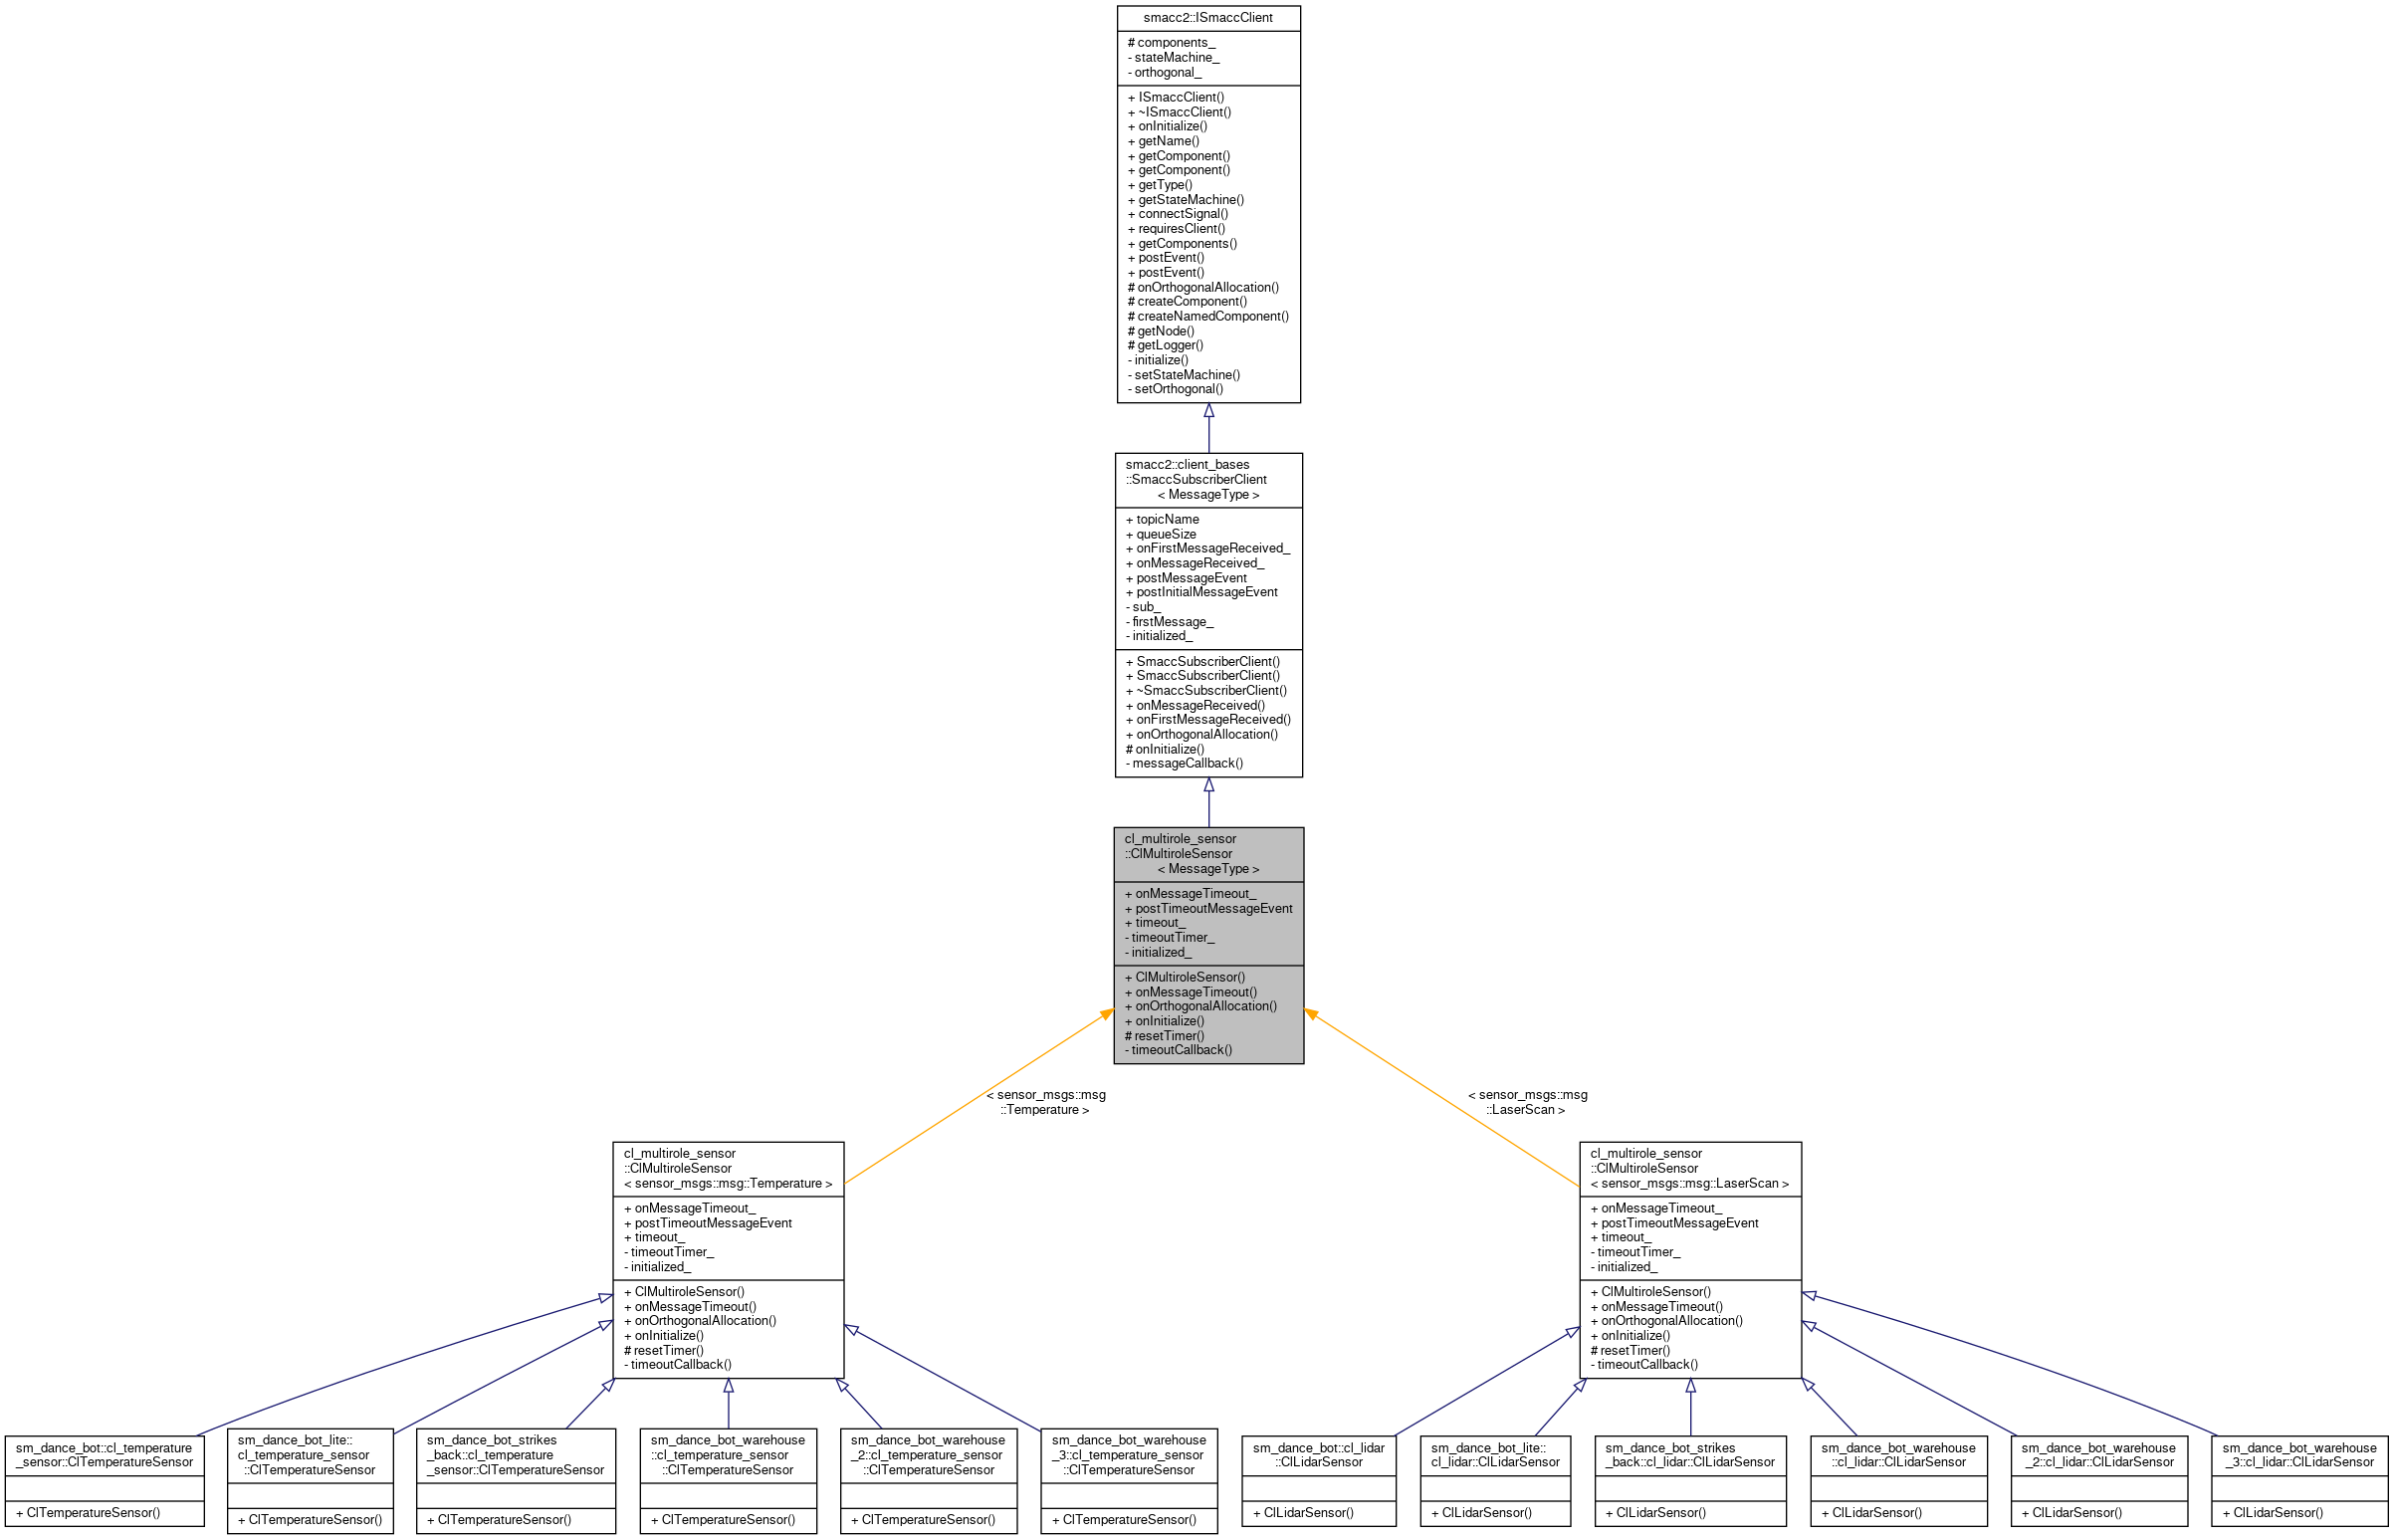 smacc2::ISmaccClient
# components_
- stateMachine_
- orthogonal_
+ ISmaccClient()
+ ~ISmaccClient()
+ onInitialize()
+ getName()
+ getComponent()
+ getComponent()
+ getType()
+ getStateMachine()
+ connectSignal()
+ requiresClient()
+ getComponents()
+ postEvent()
+ postEvent()
# onOrthogonalAllocation()
# createComponent()
# createNamedComponent()
# getNode()
# getLogger()
- initialize()
- setStateMachine()
- setOrthogonal()
smacc2::client_bases
::SmaccSubscriberClient
< MessageType >
+ topicName
+ queueSize
+ onFirstMessageReceived_
+ onMessageReceived_
+ postMessageEvent
+ postInitialMessageEvent
- sub_
- firstMessage_
- initialized_
+ SmaccSubscriberClient()
+ SmaccSubscriberClient()
+ ~SmaccSubscriberClient()
+ onMessageReceived()
+ onFirstMessageReceived()
+ onOrthogonalAllocation()
# onInitialize()
- messageCallback()
cl_multirole_sensor
::ClMultiroleSensor
< MessageType >
+ onMessageTimeout_
+ postTimeoutMessageEvent
+ timeout_
- timeoutTimer_
- initialized_
+ ClMultiroleSensor()
+ onMessageTimeout()
+ onOrthogonalAllocation()
+ onInitialize()
# resetTimer()
- timeoutCallback()
< sensor_msgs::msg
::Temperature >
< sensor_msgs::msg
::LaserScan >
cl_multirole_sensor
::ClMultiroleSensor
< sensor_msgs::msg::Temperature >
+ onMessageTimeout_
+ postTimeoutMessageEvent
+ timeout_
- timeoutTimer_
- initialized_
+ ClMultiroleSensor()
+ onMessageTimeout()
+ onOrthogonalAllocation()
+ onInitialize()
# resetTimer()
- timeoutCallback()
cl_multirole_sensor
::ClMultiroleSensor
< sensor_msgs::msg::LaserScan >
+ onMessageTimeout_
+ postTimeoutMessageEvent
+ timeout_
- timeoutTimer_
- initialized_
+ ClMultiroleSensor()
+ onMessageTimeout()
+ onOrthogonalAllocation()
+ onInitialize()
# resetTimer()
- timeoutCallback()
sm_dance_bot::cl_temperature
_sensor::ClTemperatureSensor
+ ClTemperatureSensor()
sm_dance_bot_lite::
cl_temperature_sensor
::ClTemperatureSensor
+ ClTemperatureSensor()
sm_dance_bot_strikes
_back::cl_temperature
_sensor::ClTemperatureSensor
+ ClTemperatureSensor()
sm_dance_bot_warehouse
::cl_temperature_sensor
::ClTemperatureSensor
+ ClTemperatureSensor()
sm_dance_bot_warehouse
_2::cl_temperature_sensor
::ClTemperatureSensor
+ ClTemperatureSensor()
sm_dance_bot_warehouse
_3::cl_temperature_sensor
::ClTemperatureSensor
+ ClTemperatureSensor()
sm_dance_bot::cl_lidar
::ClLidarSensor
+ ClLidarSensor()
sm_dance_bot_lite::
cl_lidar::ClLidarSensor
+ ClLidarSensor()
sm_dance_bot_strikes
_back::cl_lidar::ClLidarSensor
+ ClLidarSensor()
sm_dance_bot_warehouse
::cl_lidar::ClLidarSensor
+ ClLidarSensor()
sm_dance_bot_warehouse
_2::cl_lidar::ClLidarSensor
+ ClLidarSensor()
sm_dance_bot_warehouse
_3::cl_lidar::ClLidarSensor
+ ClLidarSensor()